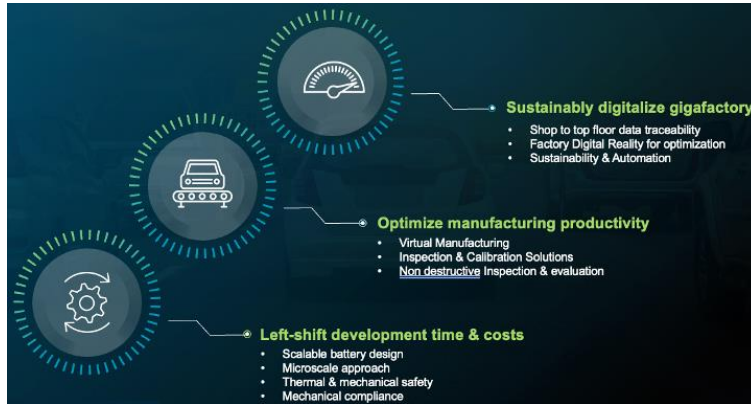 Sustainably digitalize gigafactory
• Shop to top floor data traceability
• Factory Digital Reality for optimization
• Sustainability & Automation
Optimize manufacturing productivity
• Virtual Manufacturing
• Inspection & Calibration Solutions
• Non destructive Inspection & evaluation
Left-shift development time & costs
• Scalable battery design
• Microscale approach
• Thermal & mechanical safety
• Mechanical compliance